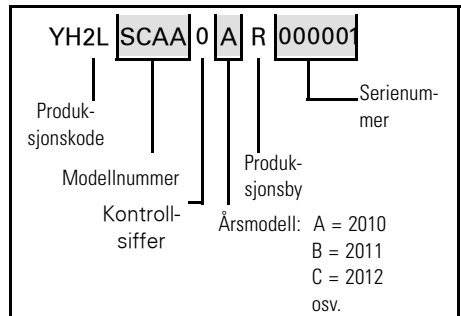 YH2L SCAA 0 A R 000001
Produk-
sjonskode
Serienum-
mer
Modellnummer
Produk-
sjonsby
Kontroll-
siffer
Årsmodell: A = 2010
B = 2011
C = 2012
osv.